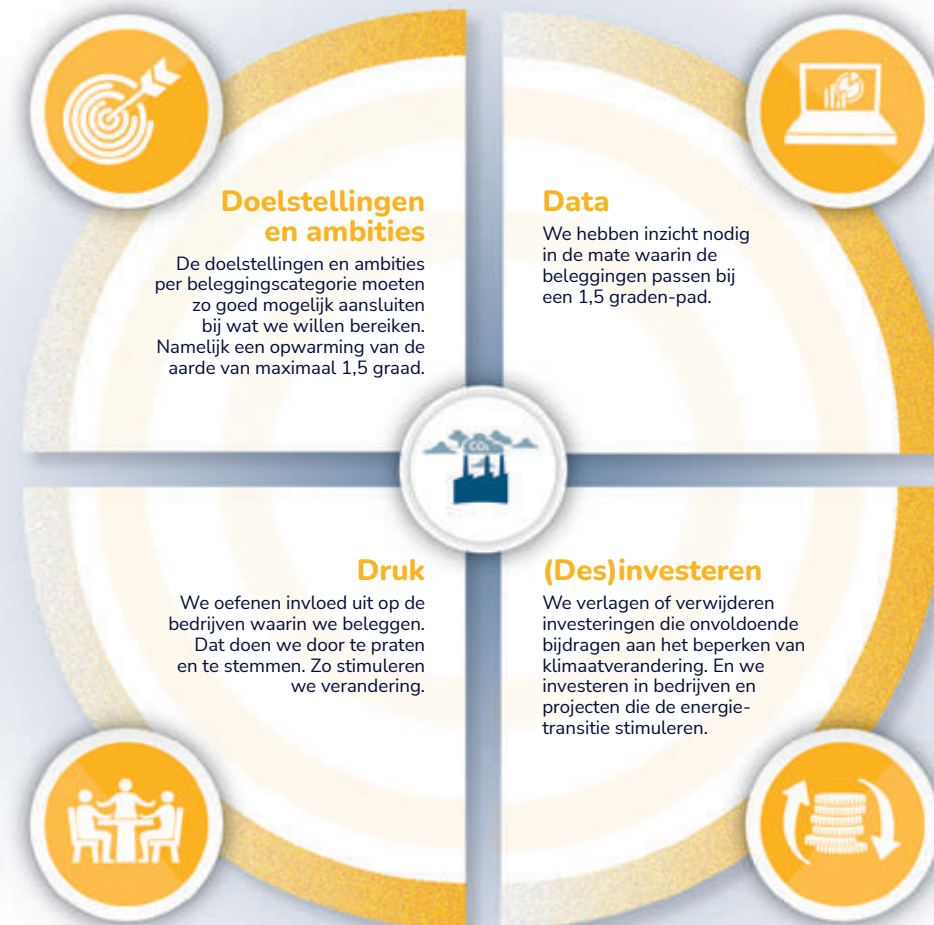 Doelstellingen
en ambities
De doelstellingen en ambities
per beleggingscategorie moeten
zo goed mogelijk aansluiten
bij wat we willen bereiken.
Namelijk een opwarming van de
aarde van maximaal 1,5 graad.
Data
We hebben inzicht nodig
in de mate waarin de
beleggingen passen bij
een 1,5 graden-pad.
CO₂
Druk
We oefenen invloed uit op de
bedrijven waarin we beleggen.
Dat doen we door te praten
en te stemmen. Zo stimuleren
we verandering.
(Des)investeren
We verlagen of verwijderen
investeringen die onvoldoende
bijdragen aan het beperken van
klimaatverandering. En we
investeren in bedrijven en
projecten die de energie-
transitie stimuleren.